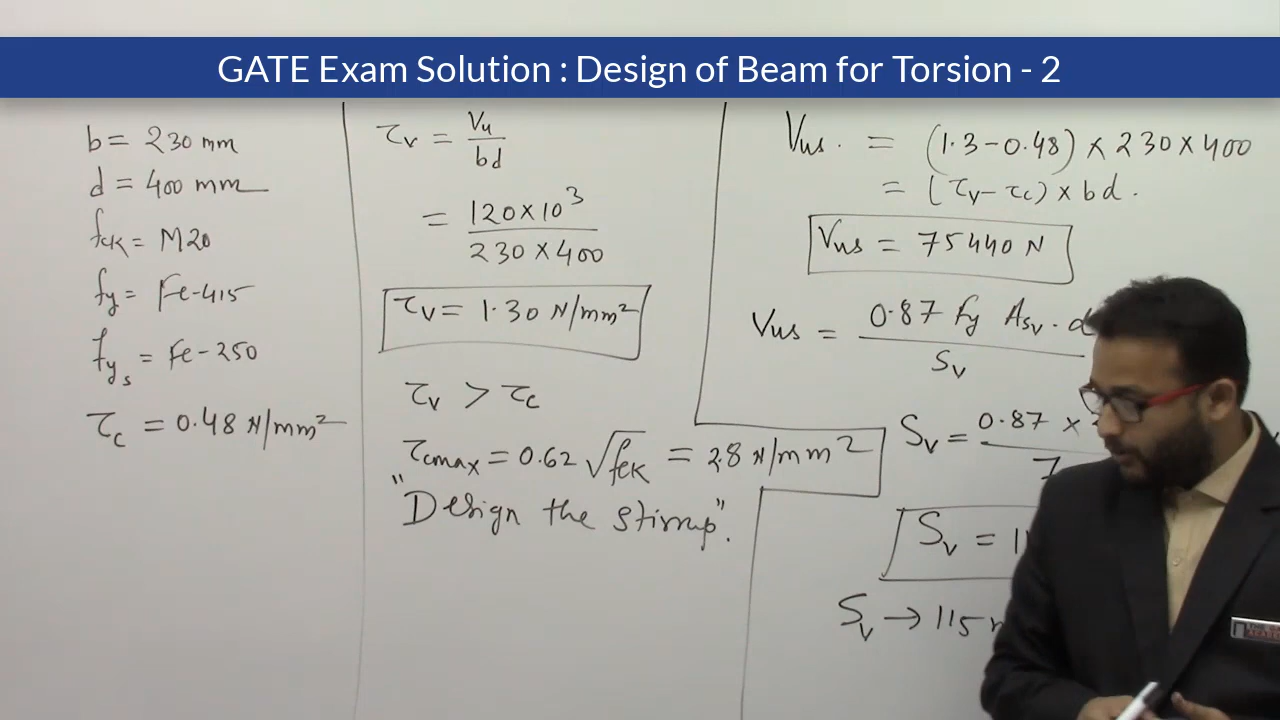 GATE Exam Solution : Design of Beam for Torsion - 2
b = 230 mm
d = 400 mm
fck = M20
fy = Fe-415
fys = Fe-250
τc = 0.48 N/mm²
τv = Vu / bd
= 120×10³ / 230×400
τv = 1.30 N/mm²
τv > τc
τcmax = 0.62 √fck = 2.8 N/mm²
"Design the stirrup".
Vus. = (1.3-0.48) × 230×400
= (τv-τc) × bd.
Vus = 75440 N
Vus = 0.87 fy Asv. d / Sv
Sv = 0.87 ×
7
Sv = 11
Sv → 115